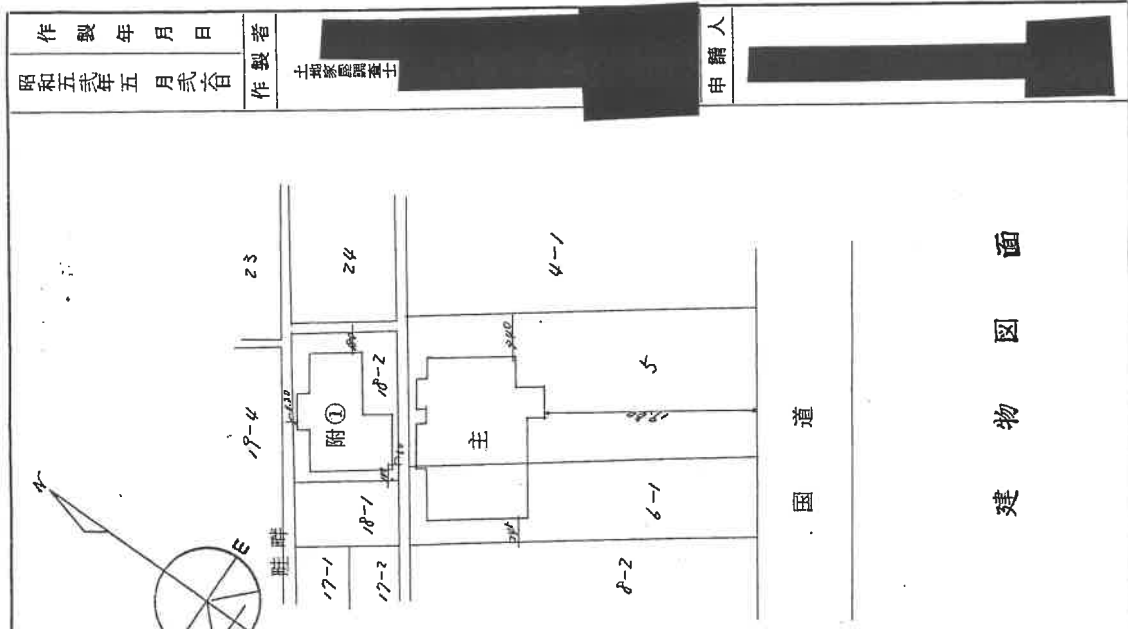 作製年月日
昭和五弐年五月弐六日
作製者
土地家屋調査士
申請人
建物図面
23
24
4-1
19-4
附①
18-2
主
5
国道
18-1
6-1
畦畔
17-1
17-2
8-2
N
E